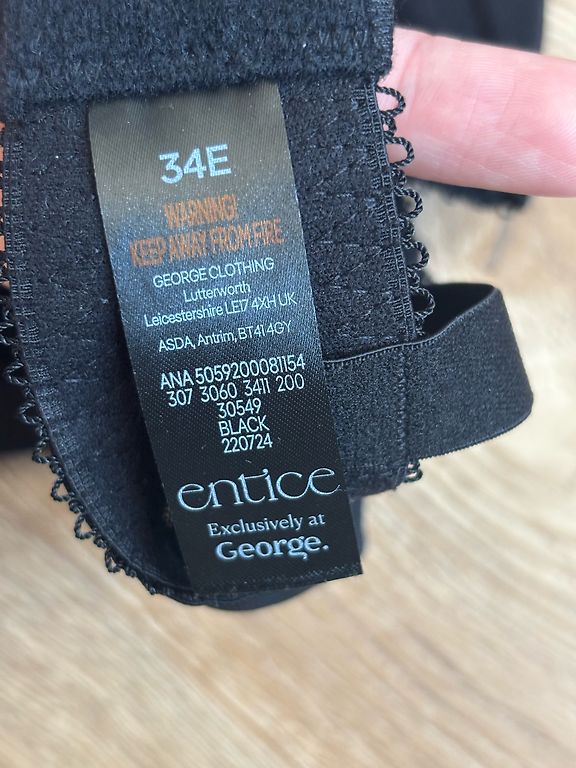 34E
WARNING!
KEEP AWAY FROM FIRE
GEORGE CLOTHING
Lutterworth
Leicestershire LE17 4XH UK
ASDA, Antrim, BT41 4GY
ANA 5059200081154
307 3060 3411 200
30549
BLACK
220724
entice
Exclusively at
George.